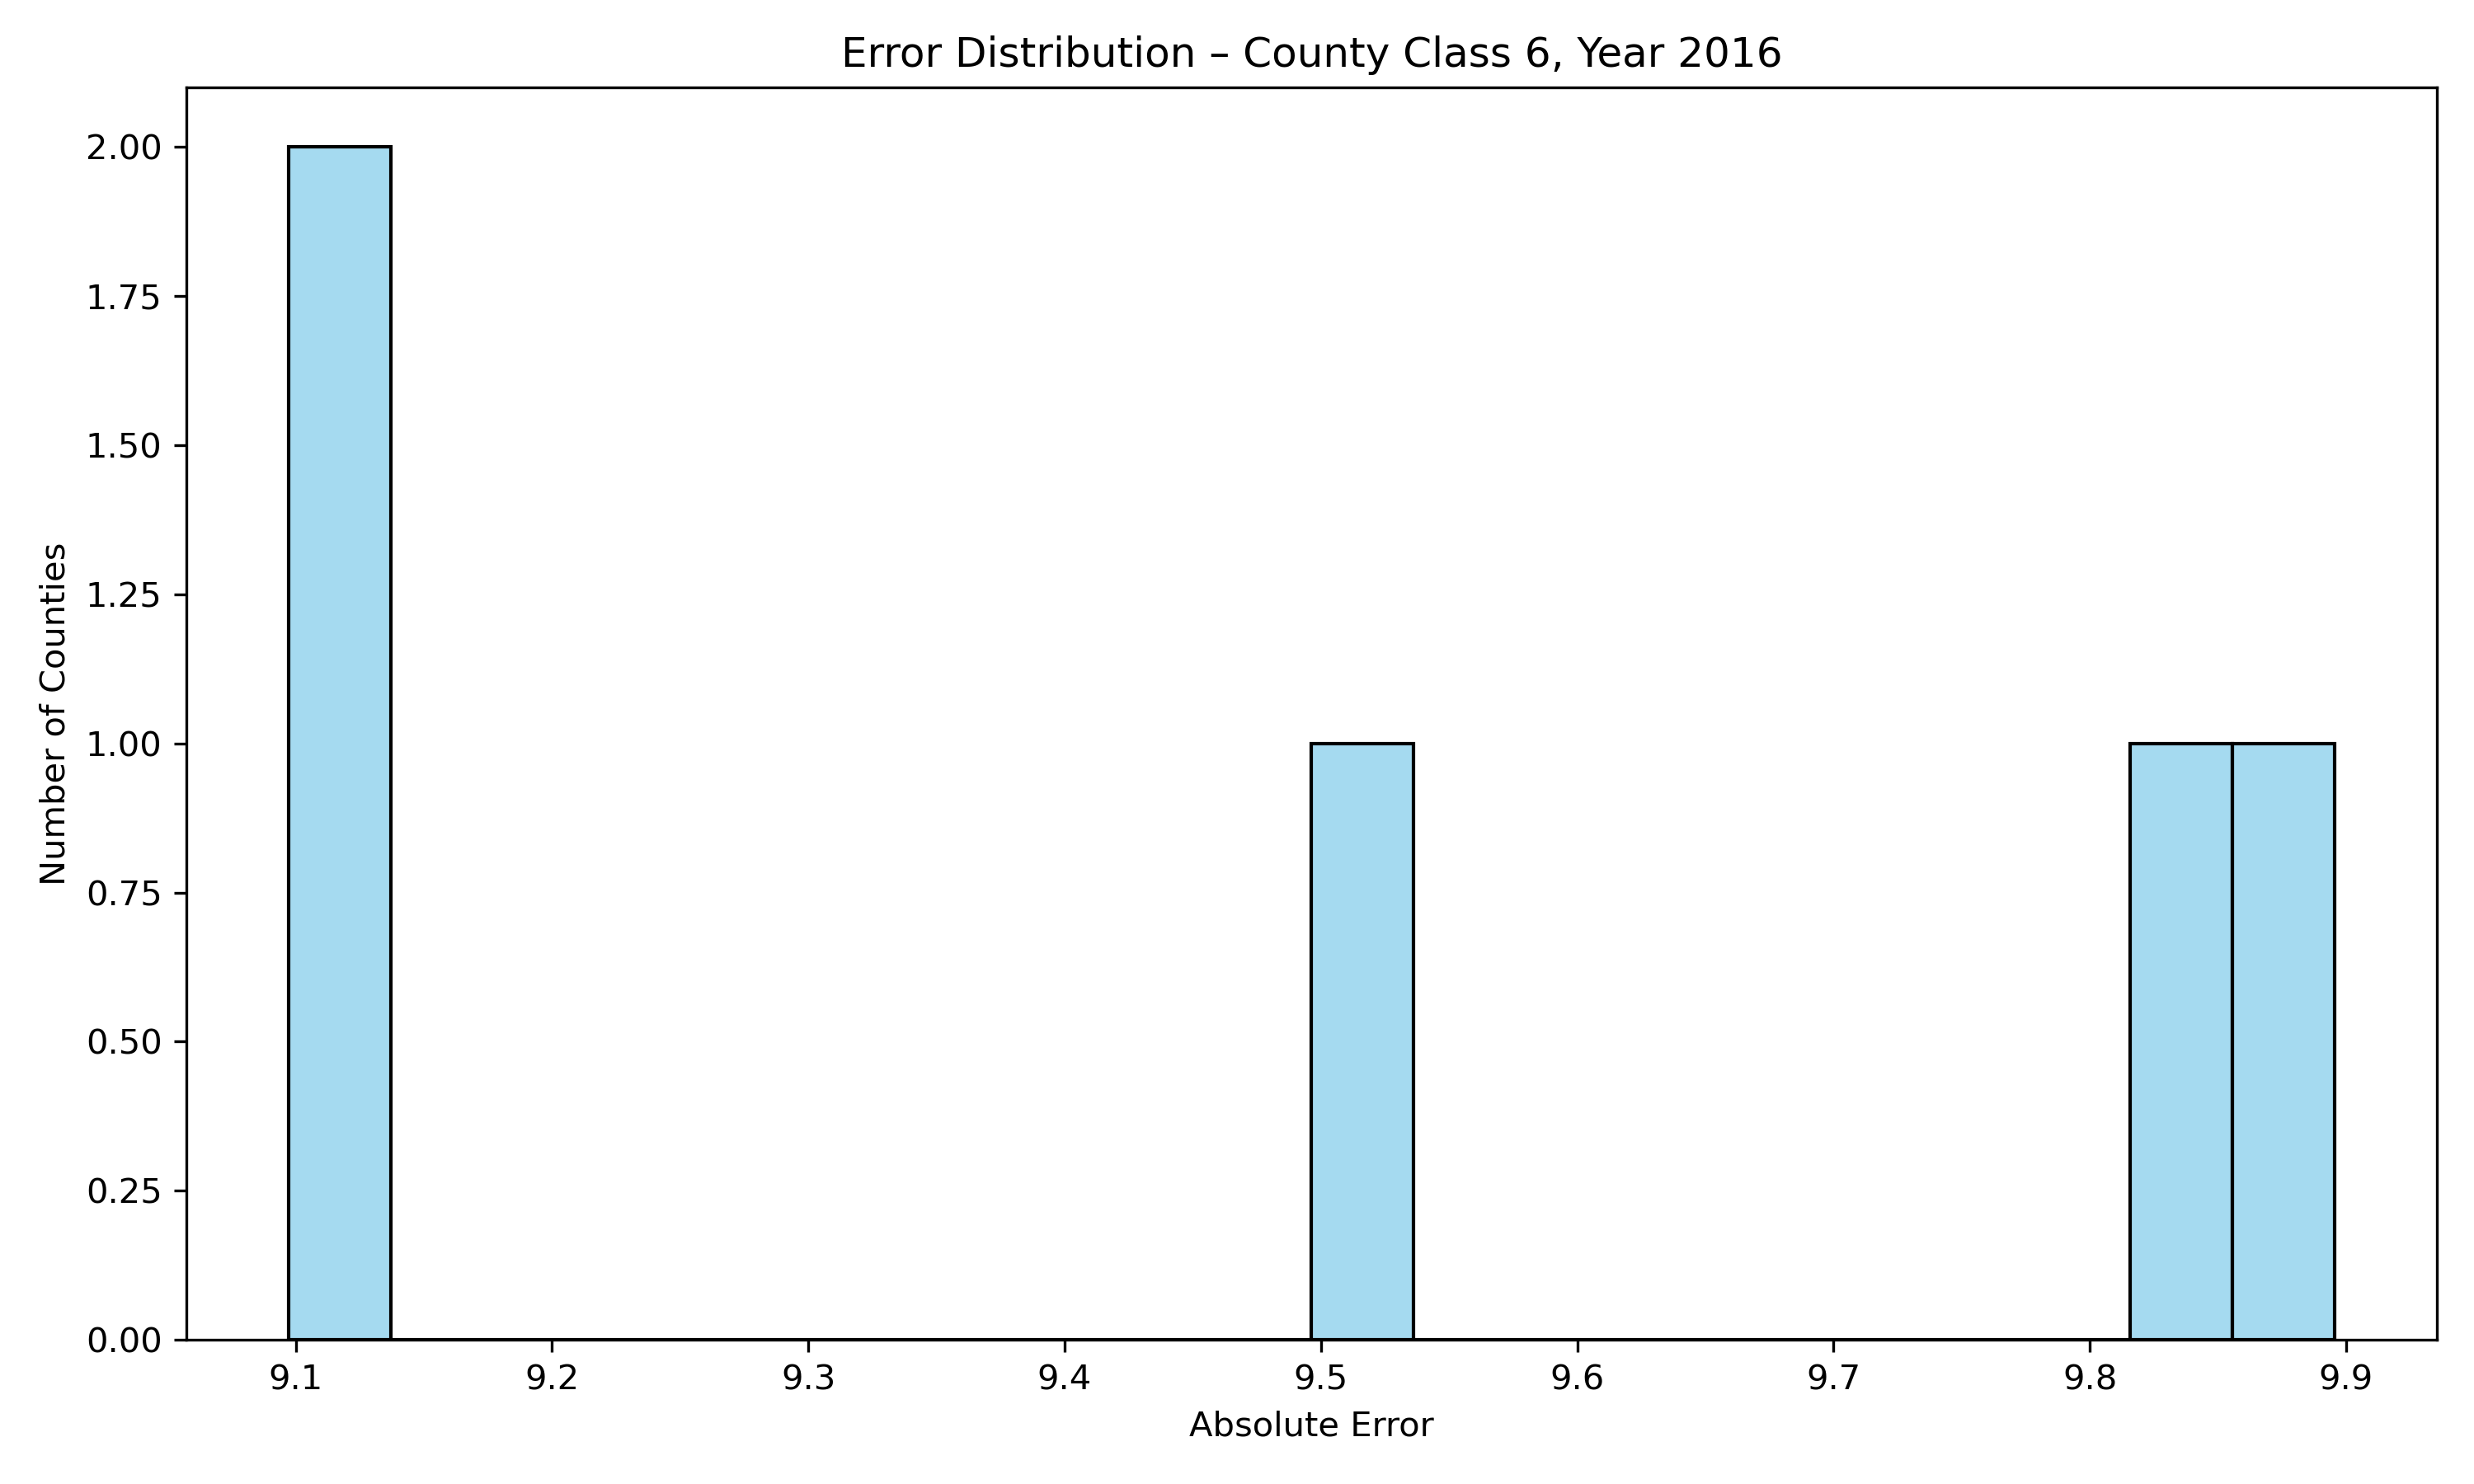 Error Distribution – County Class 6, Year 2016
2.00
1.75
1.50
1.25
1.00
0.75
0.50
0.25
0.00
Number of Counties
9.1 9.2 9.3 9.4 9.5 9.6 9.7 9.8 9.9
Absolute Error